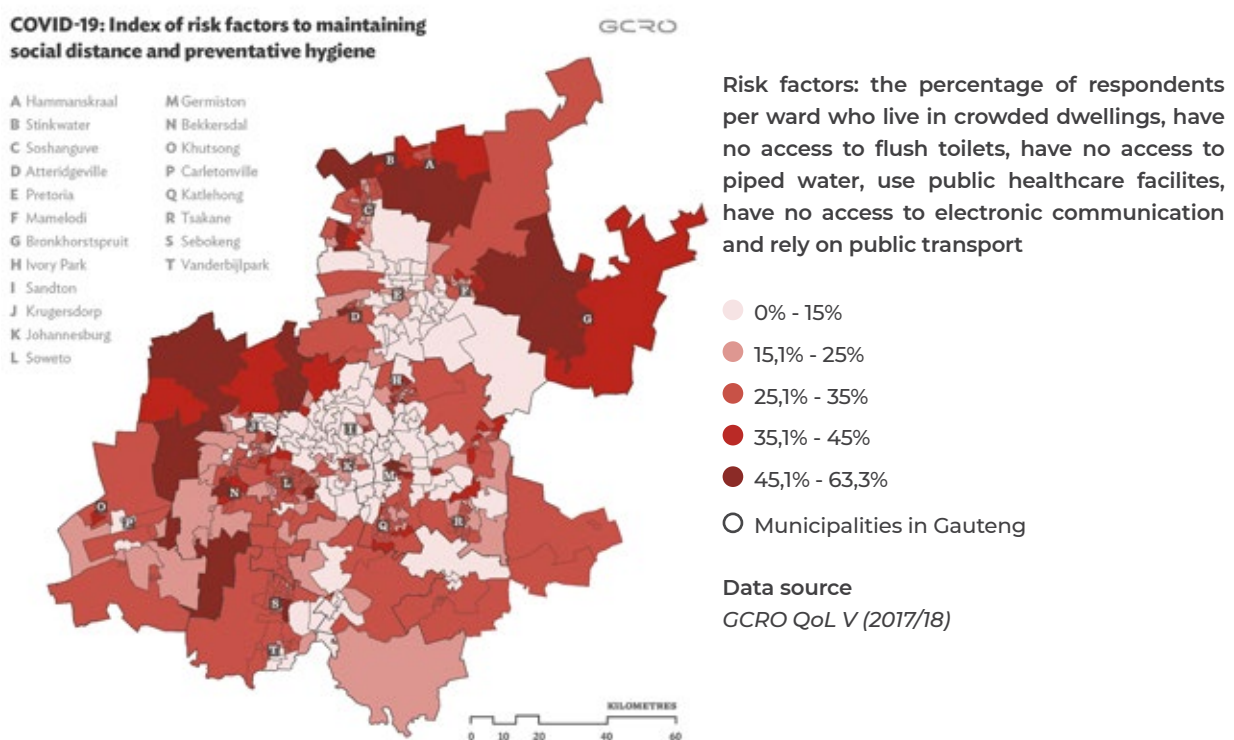 COVID-19: Index of risk factors to maintaining
social distance and preventative hygiene
GCRO
A Hammanskraal
B Stinkwater
C Soshanguve
D Atteridgeville
E Pretoria
F Mamelodi
G Bronkhorstspruit
H Ivory Park
I Sandton
J Krugersdorp
K Johannesburg
L Soweto
M Germiston
N Bekkersdal
O Khutsong
P Carletonville
Q Katlehong
R Tsakane
S Sebokeng
T Vanderbijlpark
B
A
C
E
F
D
G
H
J
I
K
L
M
N
O
P
Q
R
S
T
KILOMETRES
0 10 20 40 60
Risk factors: the percentage of respondents
per ward who live in crowded dwellings, have
no access to flush toilets, have no access to
piped water, use public healthcare facilites,
have no access to electronic communication
and rely on public transport
0% - 15%
15,1% - 25%
25,1% - 35%
35,1% - 45%
45,1% - 63,3%
Municipalities in Gauteng
Data source
GCRO QoL V (2017/18)